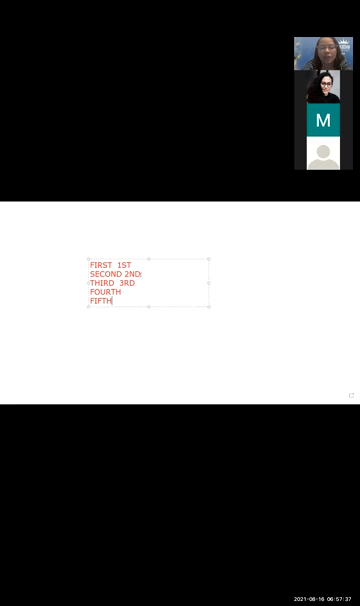 M
FIRST 1ST
SECOND 2ND:
THIRD 3RD
FOURTH
FIFTH
2021-08-16 06:57:37